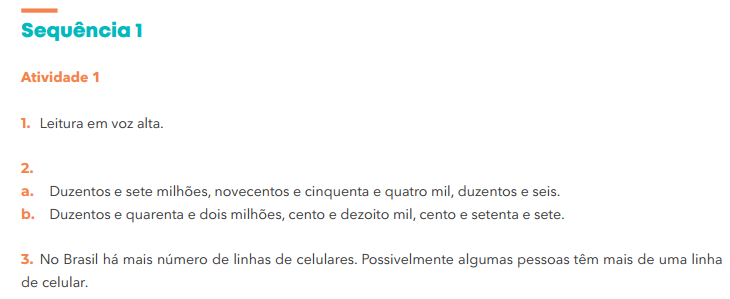 Sequência 1
Atividade 1
1. Leitura em voz alta.
2.
a. Duzentos e sete milhões, novecentos e cinquenta e quatro mil, duzentos e seis.
b. Duzentos e quarenta e dois milhões, cento e dezoito mil, cento e setenta e sete.
3. No Brasil há mais número de linhas de celulares. Possivelmente algumas pessoas têm mais de uma linha
de celular.